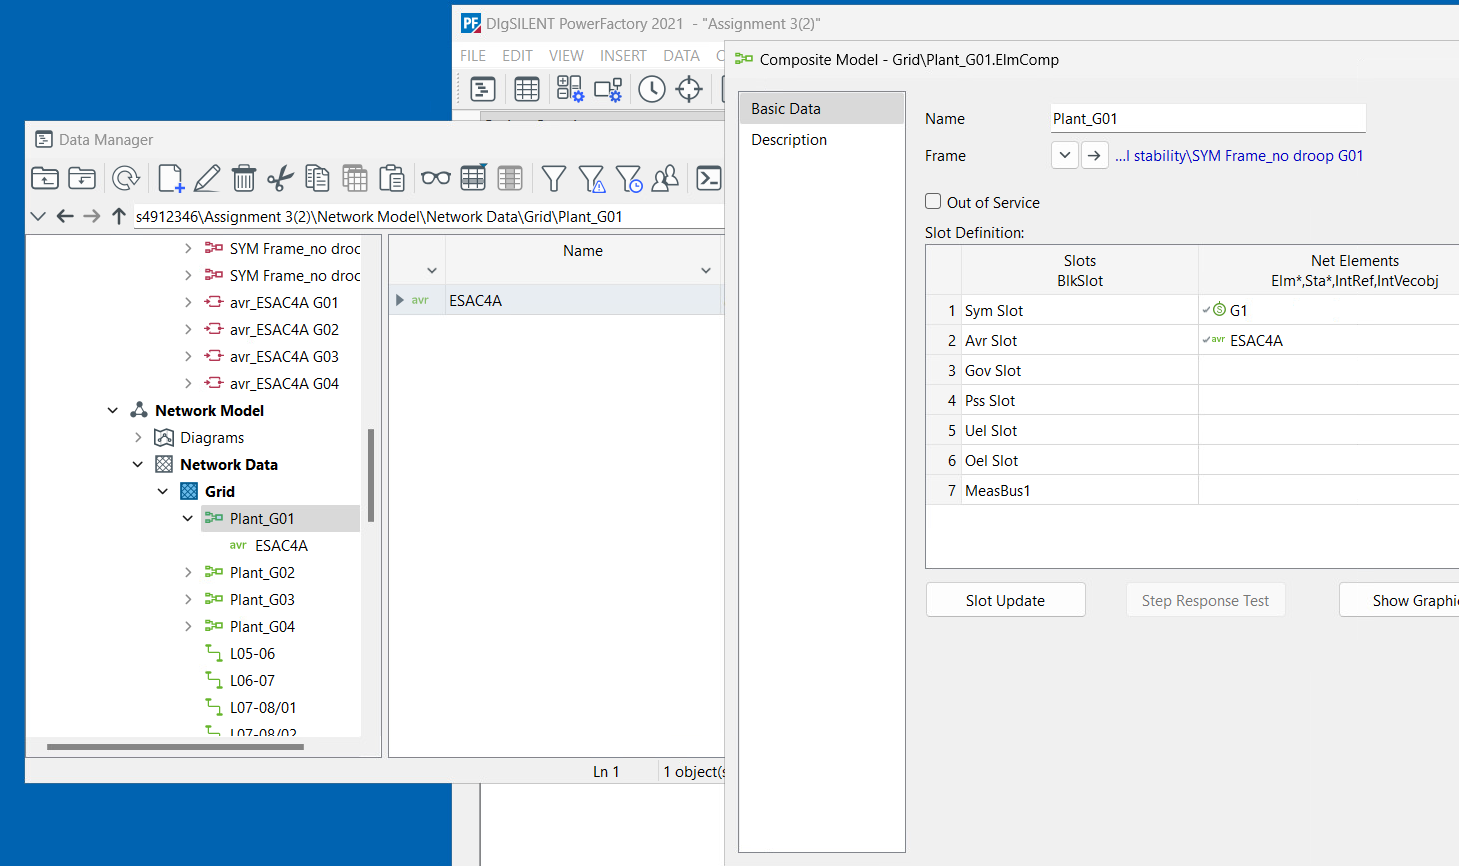 DIgSILENT PowerFactory 2021 - "Assignment 3(2)"
FILE EDIT VIEW INSERT DATA
Composite Model - Grid\Plant_G01.ElmComp
Basic Data
Description
Name
Plant_G01
Frame
...l stability\SYM Frame_no droop G01
Out of Service
Slot Definition:
Slots
BlkSlot
Net Elements
Elm*,Sta*,IntRef,IntVecobj
1 Sym Slot G1
2 Avr Slot avr ESAC4A
3 Gov Slot
4 Pss Slot
5 Uel Slot
6 Oel Slot
7 MeasBus1
Slot Update
Step Response Test
Show Graphi
Data Manager
s4912346\Assignment 3(2)\Network Model\Network Data\Grid\Plant_G01
SYM Frame_no droc
SYM Frame_no droc
avr_ESAC4A G01
avr_ESAC4A G02
avr_ESAC4A G03
avr_ESAC4A G04
Network Model
Diagrams
Network Data
Grid
Plant_G01
avr ESAC4A
Plant_G02
Plant_G03
Plant_G04
L05-06
L06-07
L07-08/01
L07-08/02
Name
avr ESAC4A
Ln 1
1 object(s